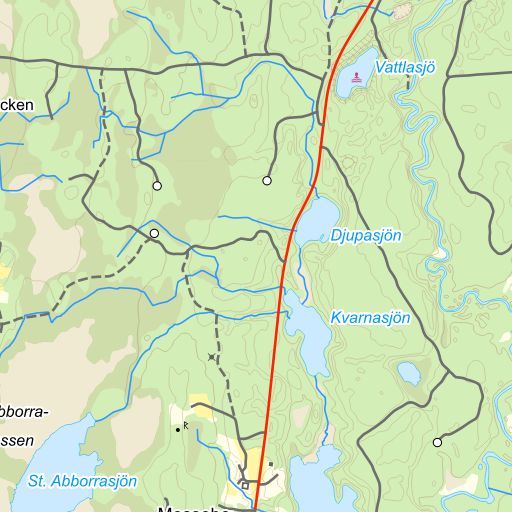 Vattlasjö
cken
Djupasjön
Kvarnasjön
bborra-
ssen
St. Abborrasjön